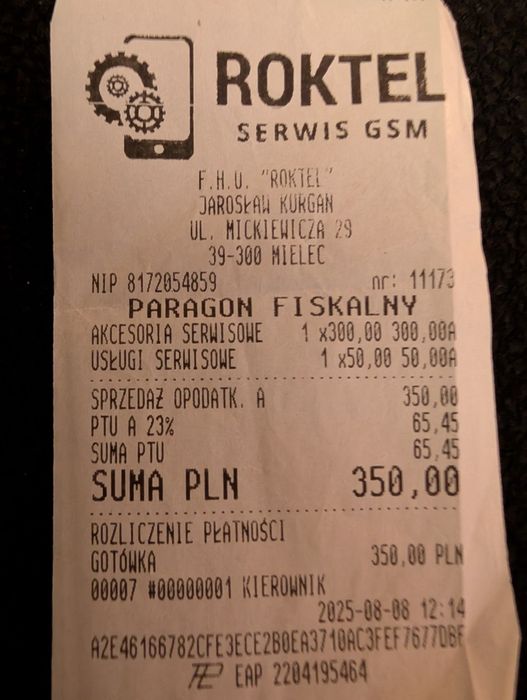 ROKTEL
SERWIS GSM
F.H.U. "ROKTEL"
JAROSŁAW KURGAN
UL. MICKIEWICZA 29
39-300 MIELEC
NIP 8172054859 nr: 11173
PARAGON FISKALNY
AKCESORIA SERWISOWE 1 x300,00 300,00A
USŁUGI SERWISOWE 1 x50,00 50,00A
SPRZEDAŻ OPODATK. A 350,00
PTU A 23% 65,45
SUMA PTU 65,45
SUMA PLN 350,00
ROZLICZENIE PŁATNOŚCI
GOTÓWKA 350,00 PLN
00007 #00000001 KIEROWNIK
2025-08-08 12:14
A2E46166782CFE3ECE2B0EA3710AC3FEF7677DBE
EAP 2204195464